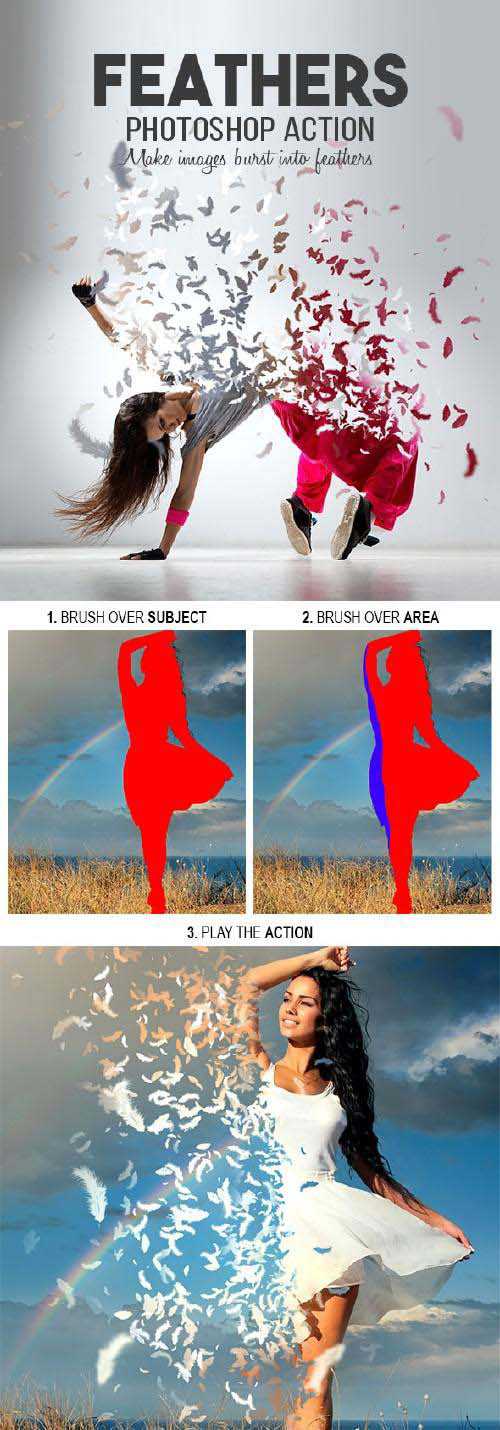 FEATHERS
PHOTOSHOP ACTION
Make images burst into feathers
1. BRUSH OVER SUBJECT
2. BRUSH OVER AREA
3. PLAY THE ACTION